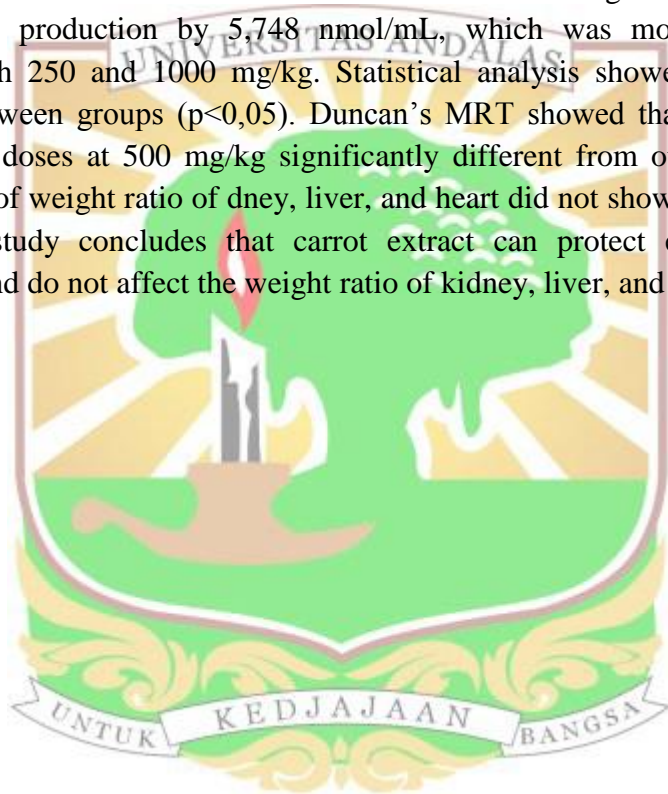 production by 5,748 nmol/mL, which was mo
h 250 and 1000 mg/kg. Statistical analysis showe
ween groups (p<0,05). Duncan's MRT showed tha
doses at 500 mg/kg significantly different from o
of weight ratio of dney, liver, and heart did not show
study concludes that carrot extract can protect
nd do not affect the weight ratio of kidney, liver, and
UNIVERSITAS ANDALAS
UNTUK KEDJAJAAN BANGSA